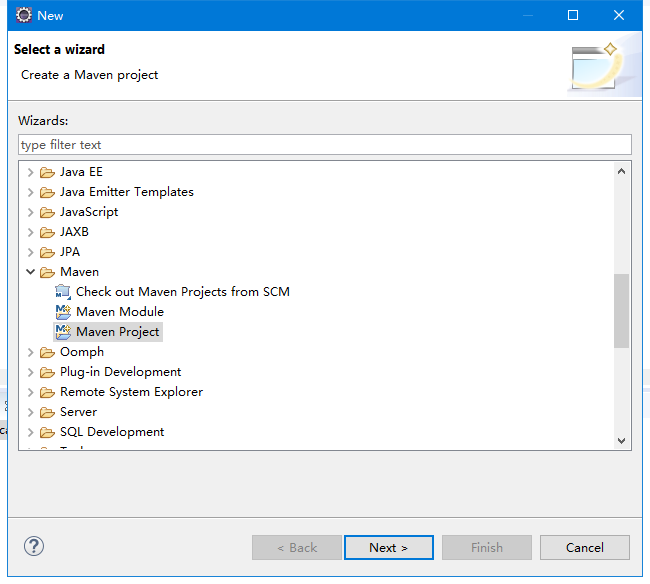 New
Select a wizard
Create a Maven project
Wizards:
type filter text
Java EE
Java Emitter Templates
JavaScript
JAXB
JPA
Maven
Check out Maven Projects from SCM
Maven Module
Maven Project
Oomph
Plug-in Development
Remote System Explorer
Server
SQL Development
< Back
Next >
Finish
Cancel